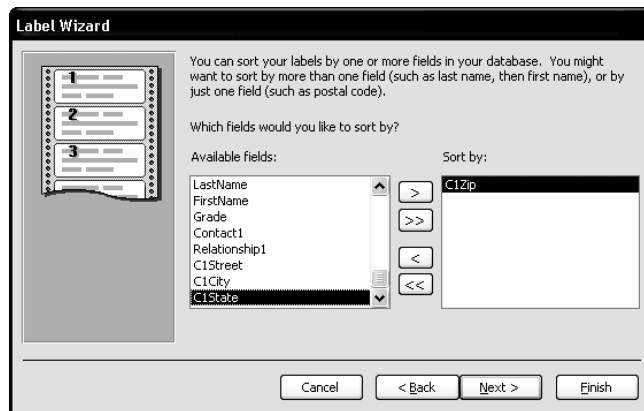 Label Wizard
1
2
3
You can sort your labels by one or more fields in your database. You might
want to sort by more than one field (such as last name, then first name), or by
just one field (such as postal code).
Which fields would you like to sort by?
Available fields:
Sort by:
LastName
FirstName
Grade
Contact1
Relationship1
C1Street
C1City
C1State
>
>>
<
<<
C1Zip
Cancel
< Back
Next >
Finish